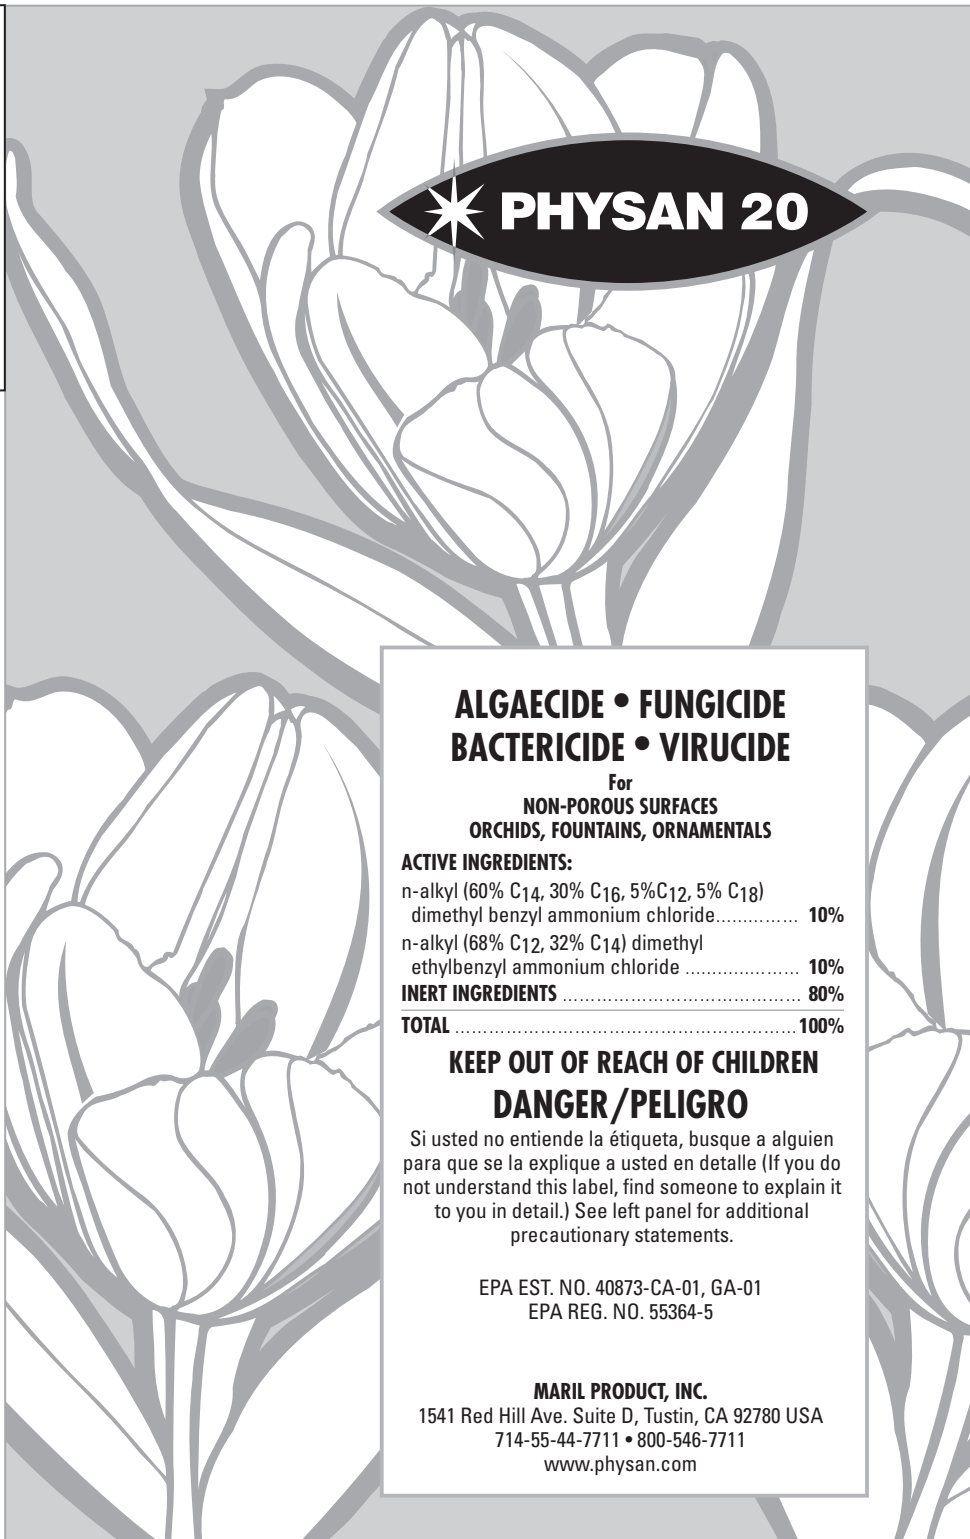 PHYSAN 20
ALGAECIDE • FUNGICIDE
BACTERICIDE • VIRUCIDE
For
NON-POROUS SURFACES
ORCHIDS, FOUNTAINS, ORNAMENTALS
ACTIVE INGREDIENTS:
n-alkyl (60% C14, 30% C16, 5%C12, 5% C18)
dimethyl benzyl ammonium chloride................ 10%
n-alkyl (68% C12, 32% C14) dimethyl
ethylbenzyl ammonium chloride ...................... 10%
INERT INGREDIENTS .......................................... 80%
TOTAL ............................................................ 100%
KEEP OUT OF REACH OF CHILDREN
DANGER/PELIGRO
Si usted no entiende la étiqueta, busque a alguien
para que se la explique a usted en detalle (If you do
not understand this label, find someone to explain it
to you in detail.) See left panel for additional
precautionary statements.
EPA EST. NO. 40873-CA-01, GA-01
EPA REG. NO. 55364-5
MARIL PRODUCT, INC.
1541 Red Hill Ave. Suite D, Tustin, CA 92780 USA
714-55-44-7711 • 800-546-7711
www.physan.com